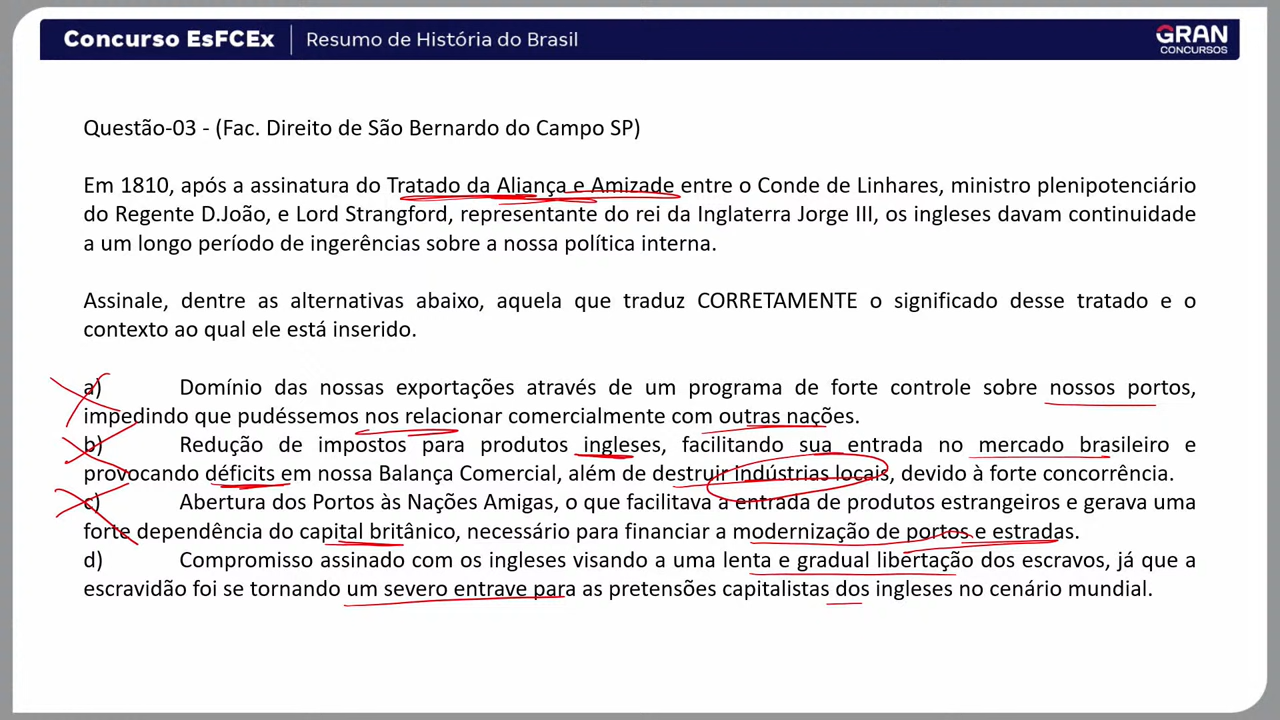 Concurso EsFCEx | Resumo de História do Brasil
GRAN
CONCURSOS
Questão-03 - (Fac. Direito de São Bernardo do Campo SP)
Em 1810, após a assinatura do Tratado da Aliança e Amizade entre o Conde de Linhares, ministro plenipotenciário
do Regente D.João, e Lord Strangford, representante do rei da Inglaterra Jorge III, os ingleses davam continuidade
a um longo período de ingerências sobre a nossa política interna.
Assinale, dentre as alternativas abaixo, aquela que traduz CORRETAMENTE o significado desse tratado e o
contexto ao qual ele está inserido.
a) Domínio das nossas exportações através de um programa de forte controle sobre nossos portos,
impedindo que pudéssemos nos relacionar comercialmente com outras nações.
b) Redução de impostos para produtos ingleses, facilitando sua entrada no mercado brasileiro e
provocando déficits em nossa Balança Comercial, além de destruir indústrias locais, devido à forte concorrência.
c) Abertura dos Portos às Nações Amigas, o que facilitava a entrada de produtos estrangeiros e gerava uma
forte dependência do capital britânico, necessário para financiar a modernização de portos e estradas.
d) Compromisso assinado com os ingleses visando a uma lenta e gradual libertação dos escravos, já que a
escravidão foi se tornando um severo entrave para as pretensões capitalistas dos ingleses no cenário mundial.